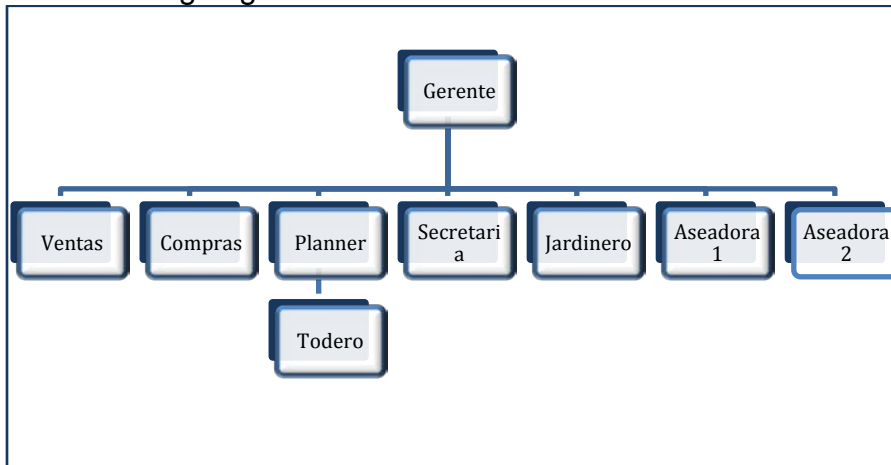 Gerente
Ventas
Compras
Planner
Secretari
a
Jardinero
Aseadora
1
Aseadora
2
Todero